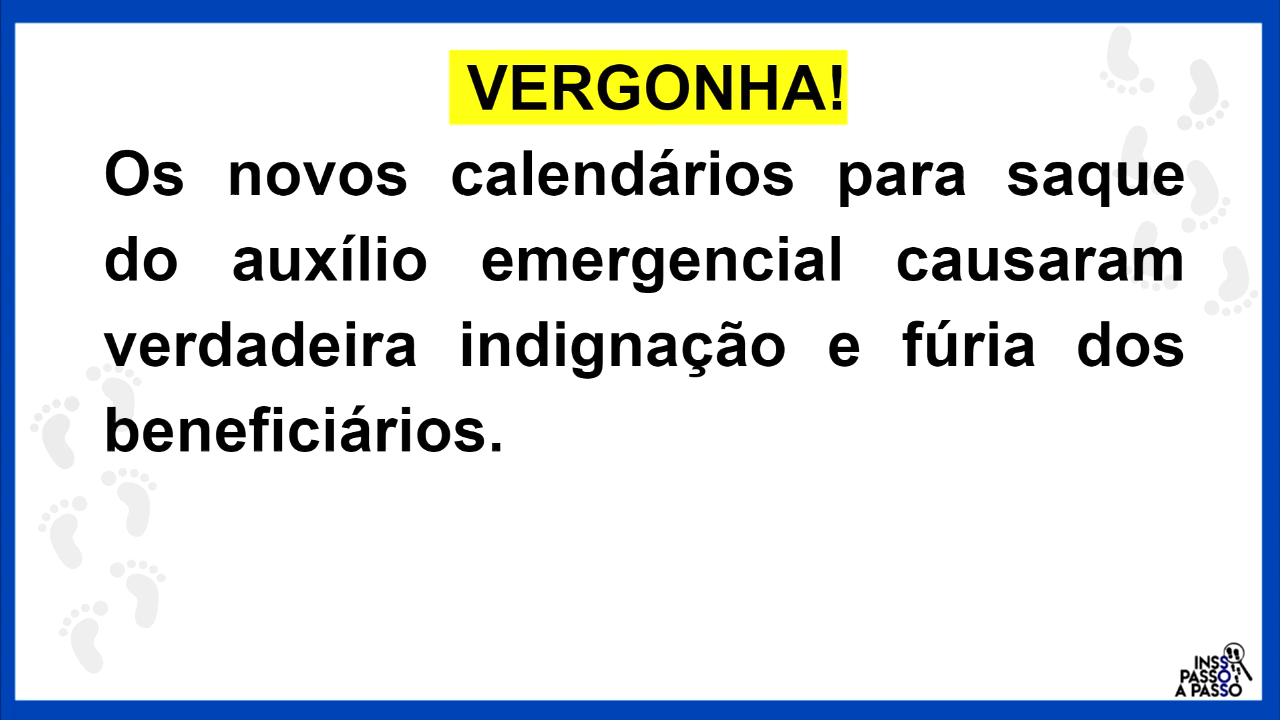 VERGONHA!
Os novos calendários para saque
do auxílio emergencial causaram
verdadeira indignação e fúria dos
beneficiários.
INSS
PASSO
A PASSO